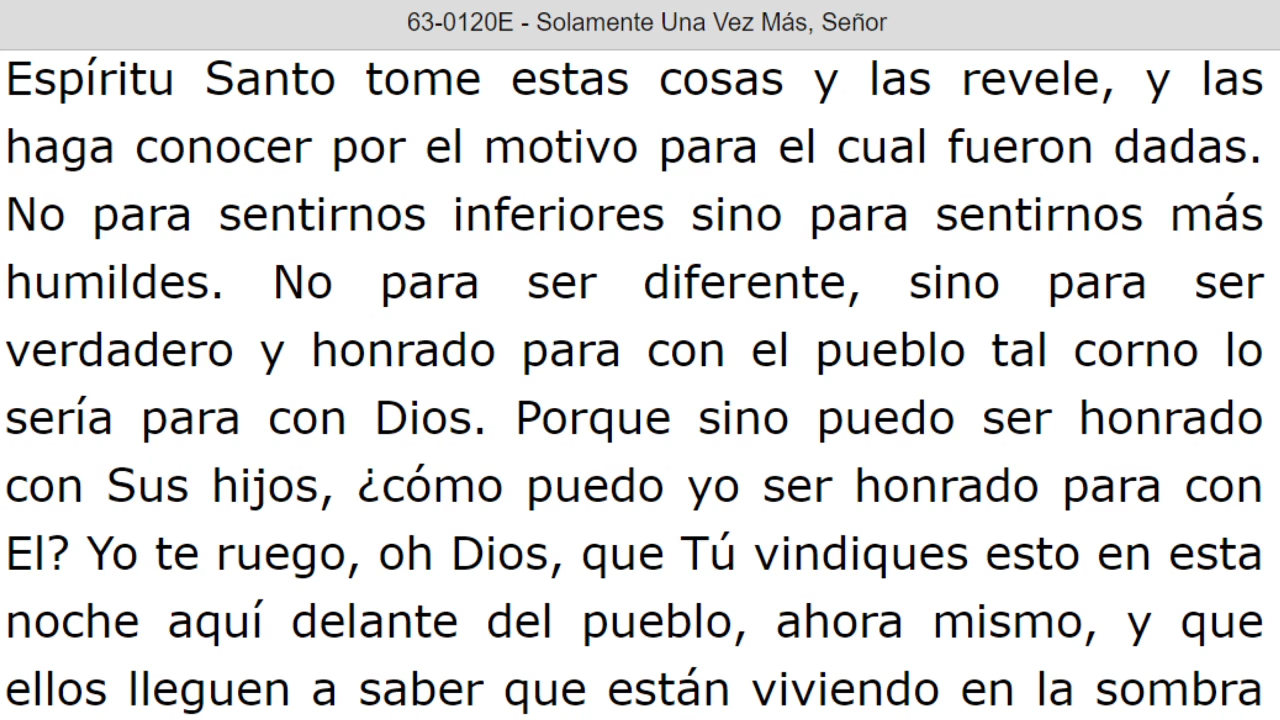 63-0120E - Solamente Una Vez Más, Señor
Espíritu Santo tome estas cosas y las revele, y las
haga conocer por el motivo para el cual fueron dadas.
No para sentirnos inferiores sino para sentirnos más
humildes. No para ser diferente, sino para ser
verdadero y honrado para con el pueblo tal corno lo
sería para con Dios. Porque sino puedo ser honrado
con Sus hijos, ¿cómo puedo yo ser honrado para con
El? Yo te ruego, oh Dios, que Tú vindiques esto en esta
noche aquí delante del pueblo, ahora mismo, y que
ellos lleguen a saber que están viviendo en la sombra